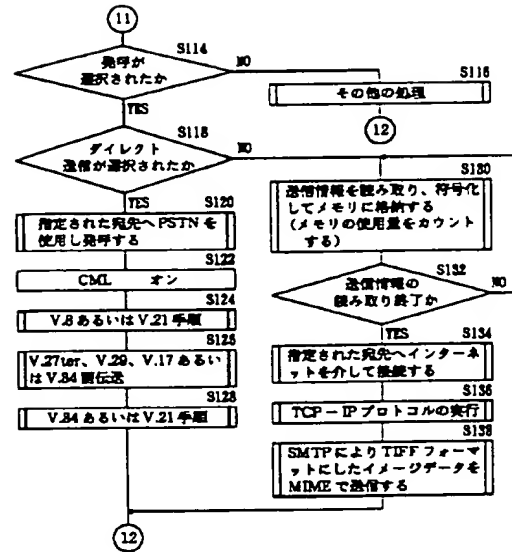 11
S114
発呼が
選択されたか
NO
YES
S116
その他の処理
12
S118
ダイレクト
送信が選択されたか
NO
YES
S120
指定された宛先へPSTNを
使用し発呼する
S122
CML オン
S124
V.8あるいはV.21手順
S126
V.27ter、V.29、V.17あるい
はV.34画伝送
S128
V.34あるいはV.21手順
S130
送信情報を読み取り、符号化
してメモリに格納する
(メモリの使用量をカウント
する)
S132
送信情報の
読み取り終了か
NO
YES
S134
指定された宛先へインターネ
ットを介して接続する
S136
TCP-IPプロトコルの実行
S138
SMTPによりTIFFフォーマ
ットにしたイメージデータを
MIMEで送信する
12